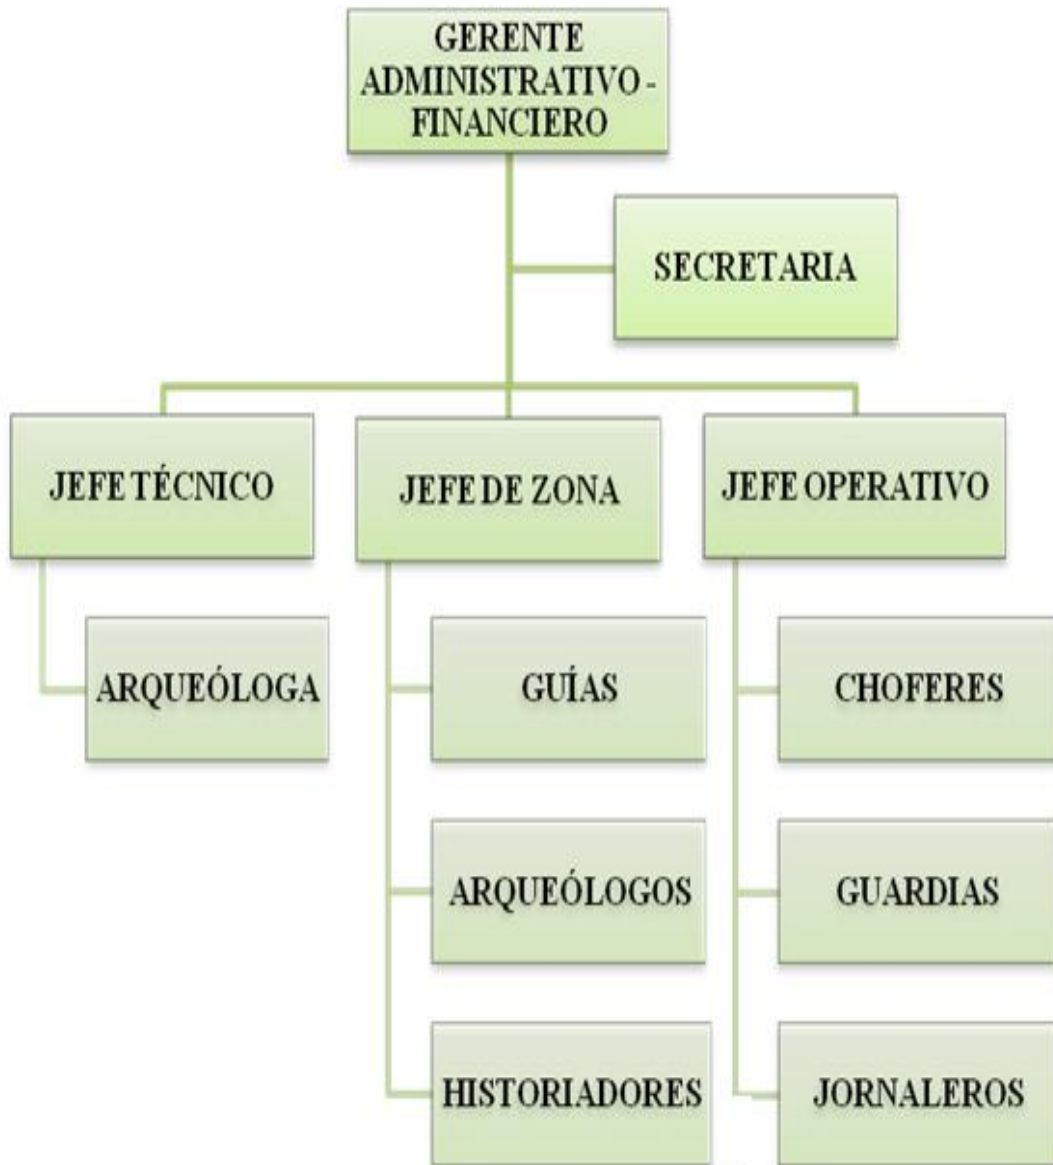 GERENTE
ADMINISTRATIVO -
FINANCIERO
SECRETARIA
JEFE TÉCNICO
JEFE DE ZONA
JEFE OPERATIVO
ARQUEÓLOGA
GUÍAS
CHOFERES
ARQUEÓLOGOS
GUARDIAS
HISTORIADORES
JORNALEROS